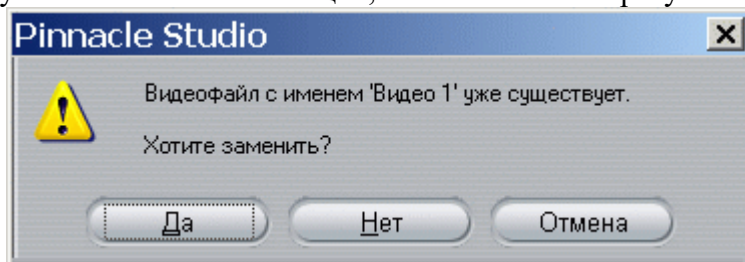 Pinnacle Studio
Видеофайл с именем 'Видео 1' уже существует.
Хотите заменить?
Да
Нет
Отмена